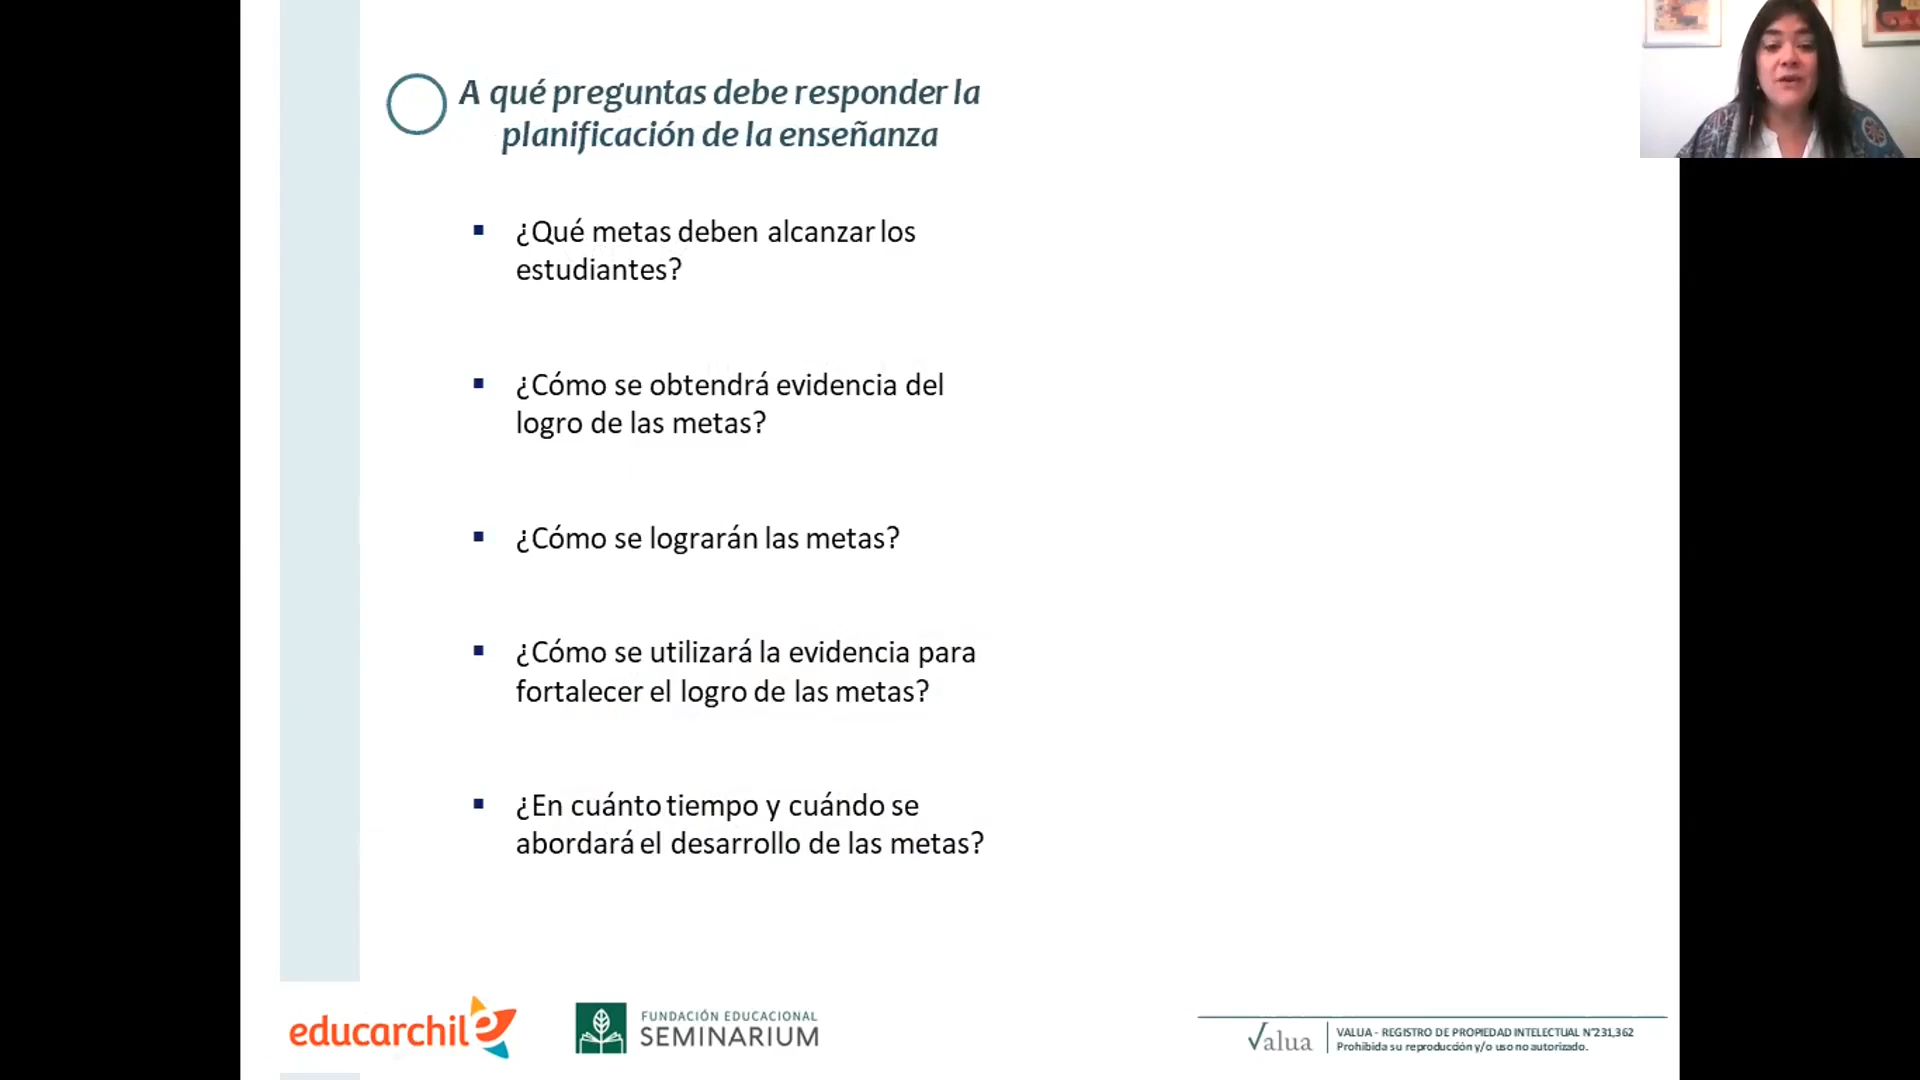 A qué preguntas debe responder la
planificación de la enseñanza
¿Qué metas deben alcanzar los
estudiantes?
¿Cómo se obtendrá evidencia del
logro de las metas?
¿Cómo se lograrán las metas?
¿Cómo se utilizará la evidencia para
fortalecer el logro de las metas?
¿En cuánto tiempo y cuándo se
abordará el desarrollo de las metas?
educarchile
FUNDACIÓN EDUCACIONAL
SEMINARIUM
Valua
VALUA - REGISTRO DE PROPIEDAD INTELECTUAL N°231,362
Prohibida su reproducción y/o uso no autorizado.